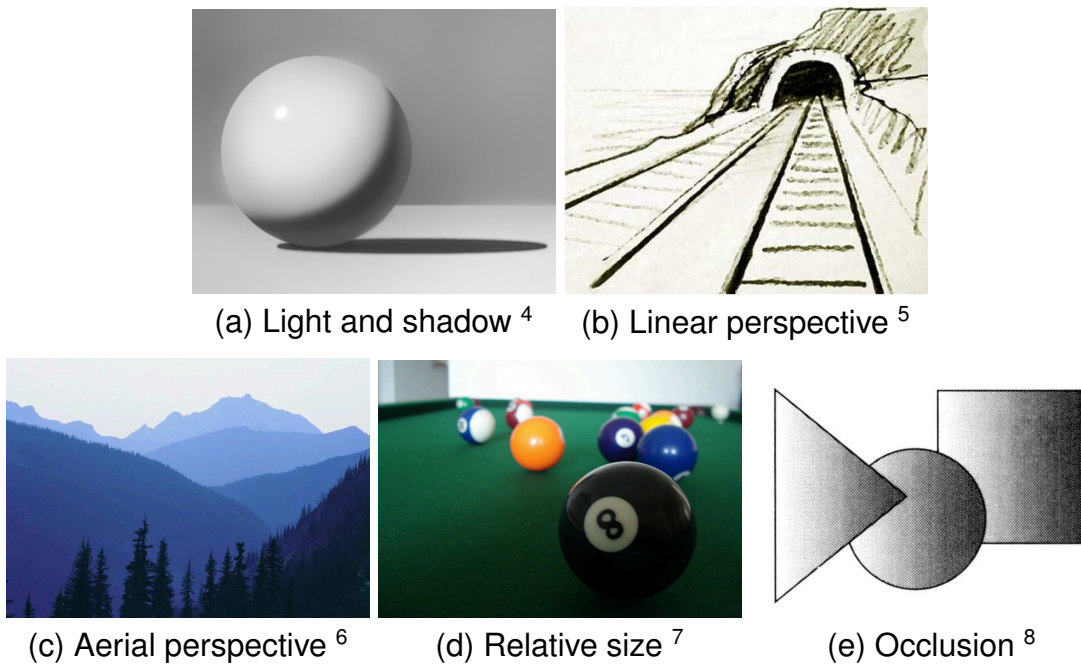 (a) Light and shadow 4
(b) Linear perspective 5
8
(c) Aerial perspective 6
(d) Relative size 7
(e) Occlusion 8